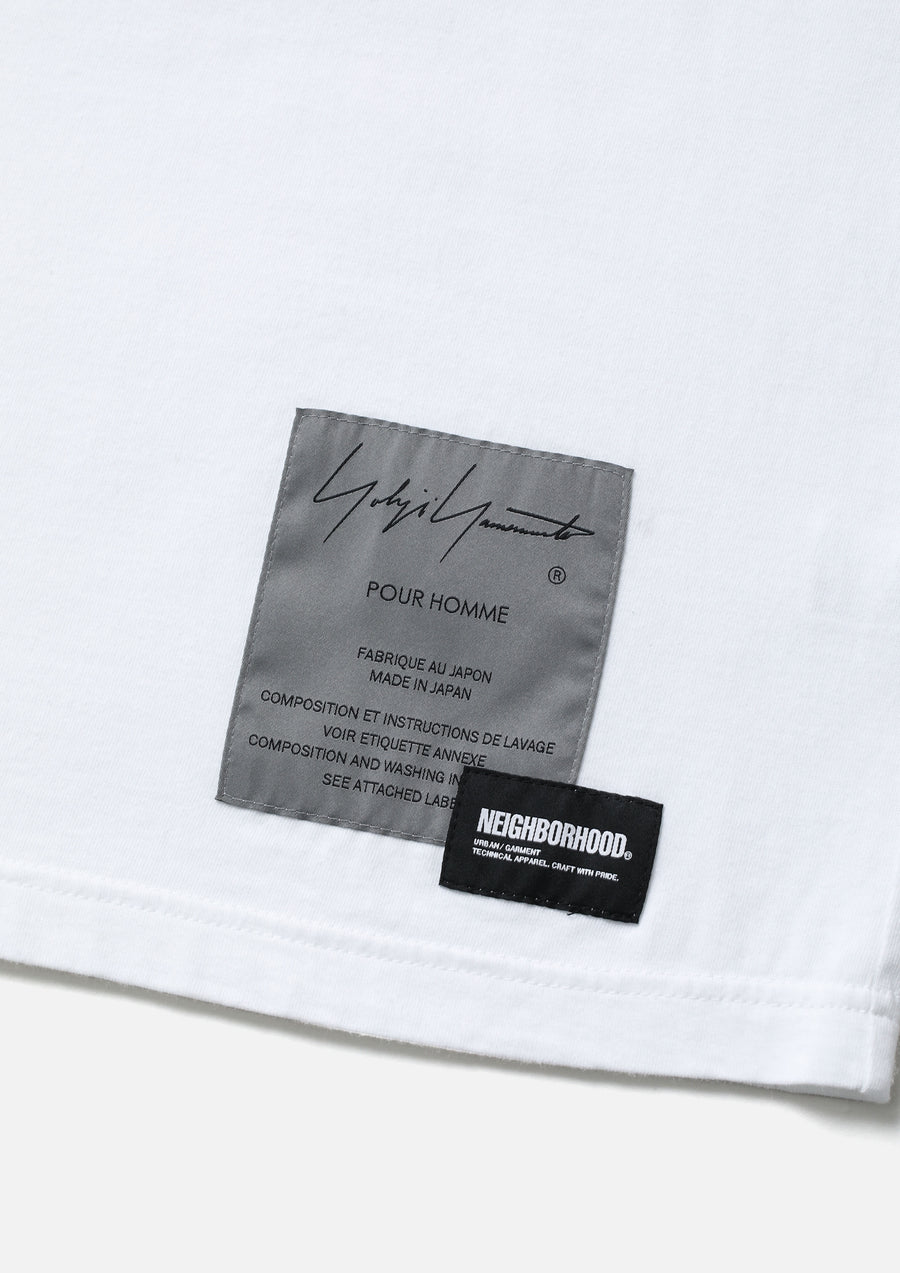 Yohji Yamamoto
®
POUR HOMME
FABRIQUE AU JAPON
MADE IN JAPAN
COMPOSITION ET INSTRUCTIONS DE LAVAGE
VOIR ETIQUETTE ANNEXE
COMPOSITION AND WASHING IN
SEE ATTACHED LABE
NEIGHBORHOOD®
URBAN / GARMENT
TECHNICAL APPAREL. CRAFT WITH PRIDE.